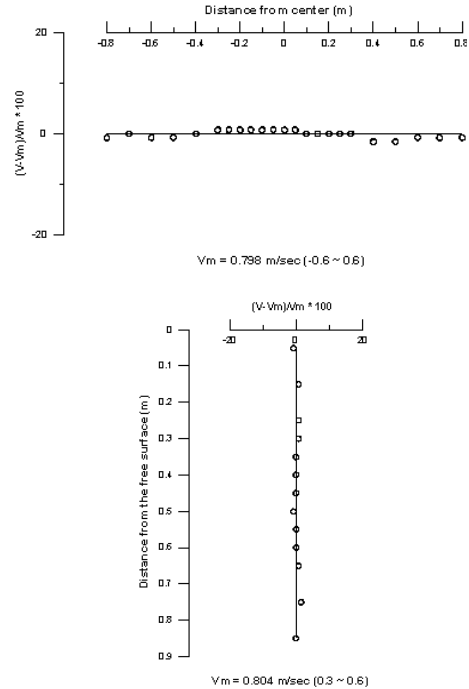 Distance from center (m)
-0.8 -0.6 -0.4 -0.2 0 0.2 0.4 0.6 0.8
20
0
-20
(V-Vm)/Vm * 100
Vm = 0.798 m/sec (-0.6 ~ 0.6)
(V-Vm)/Vm * 100
-20 0 20
0
0.1
0.2
0.3
0.4
0.5
0.6
0.7
0.8
0.9
Distance from the free surface (m)
Vm = 0.804 m/sec (0.3 ~ 0.6)